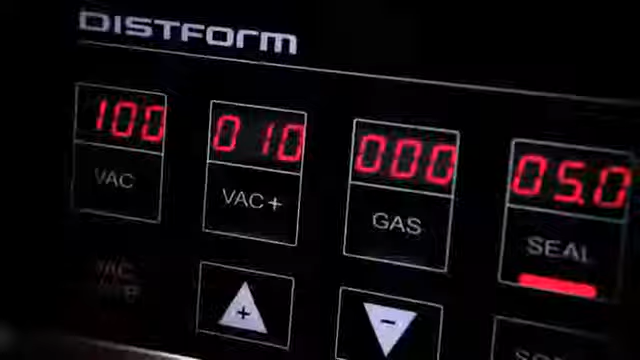 DISTFORM
100 010 000 05.0
VAC VAC+ GAS SEAL
VAC
+ -